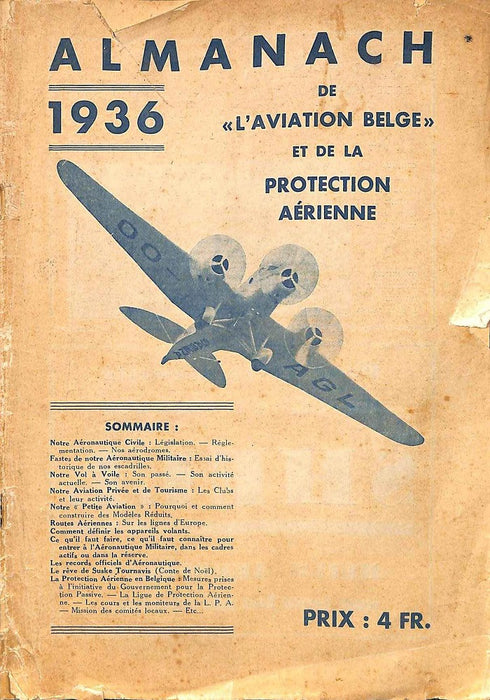 ALMANACH
1936
DE
«L'AVIATION BELGE»
ET DE LA
PROTECTION
AÉRIENNE
OO-
AGL
SOMMAIRE :
Notre Aéronautique Civile : Législation. — Régle-
mentation. — Nos aérodromes.
Fastes de notre Aéronautique Militaire : Essai d'his-
torique de nos escadrilles.
Notre Vol à Voile : Son passé. — Son activité
actuelle. — Son avenir.
Notre Aviation Privée et de Tourisme : Les Clubs
et leur activité.
Notre « Petite Aviation » : Pourquoi et comment
construire des Modèles Réduits.
Routes Aériennes : Sur les lignes d'Europe.
Comment définir les appareils volants.
Ce qu'il faut faire, ce qu'il faut connaître pour
entrer à l'Aéronautique Militaire, dans les cadres
actifs ou dans la réserve.
Les records officiels d'Aéronautique.
Le rêve de Suske Tournavis (Conte de Noël).
La Protection Aérienne en Belgique : Mesures prises
à l'initiative du Gouvernement pour la Protec-
tion Passive. — La Ligue de Protection Aérien-
ne. — Les cours et les moniteurs de la L. P. A.
— Mission des comités locaux. — Etc...
PRIX : 4 FR.